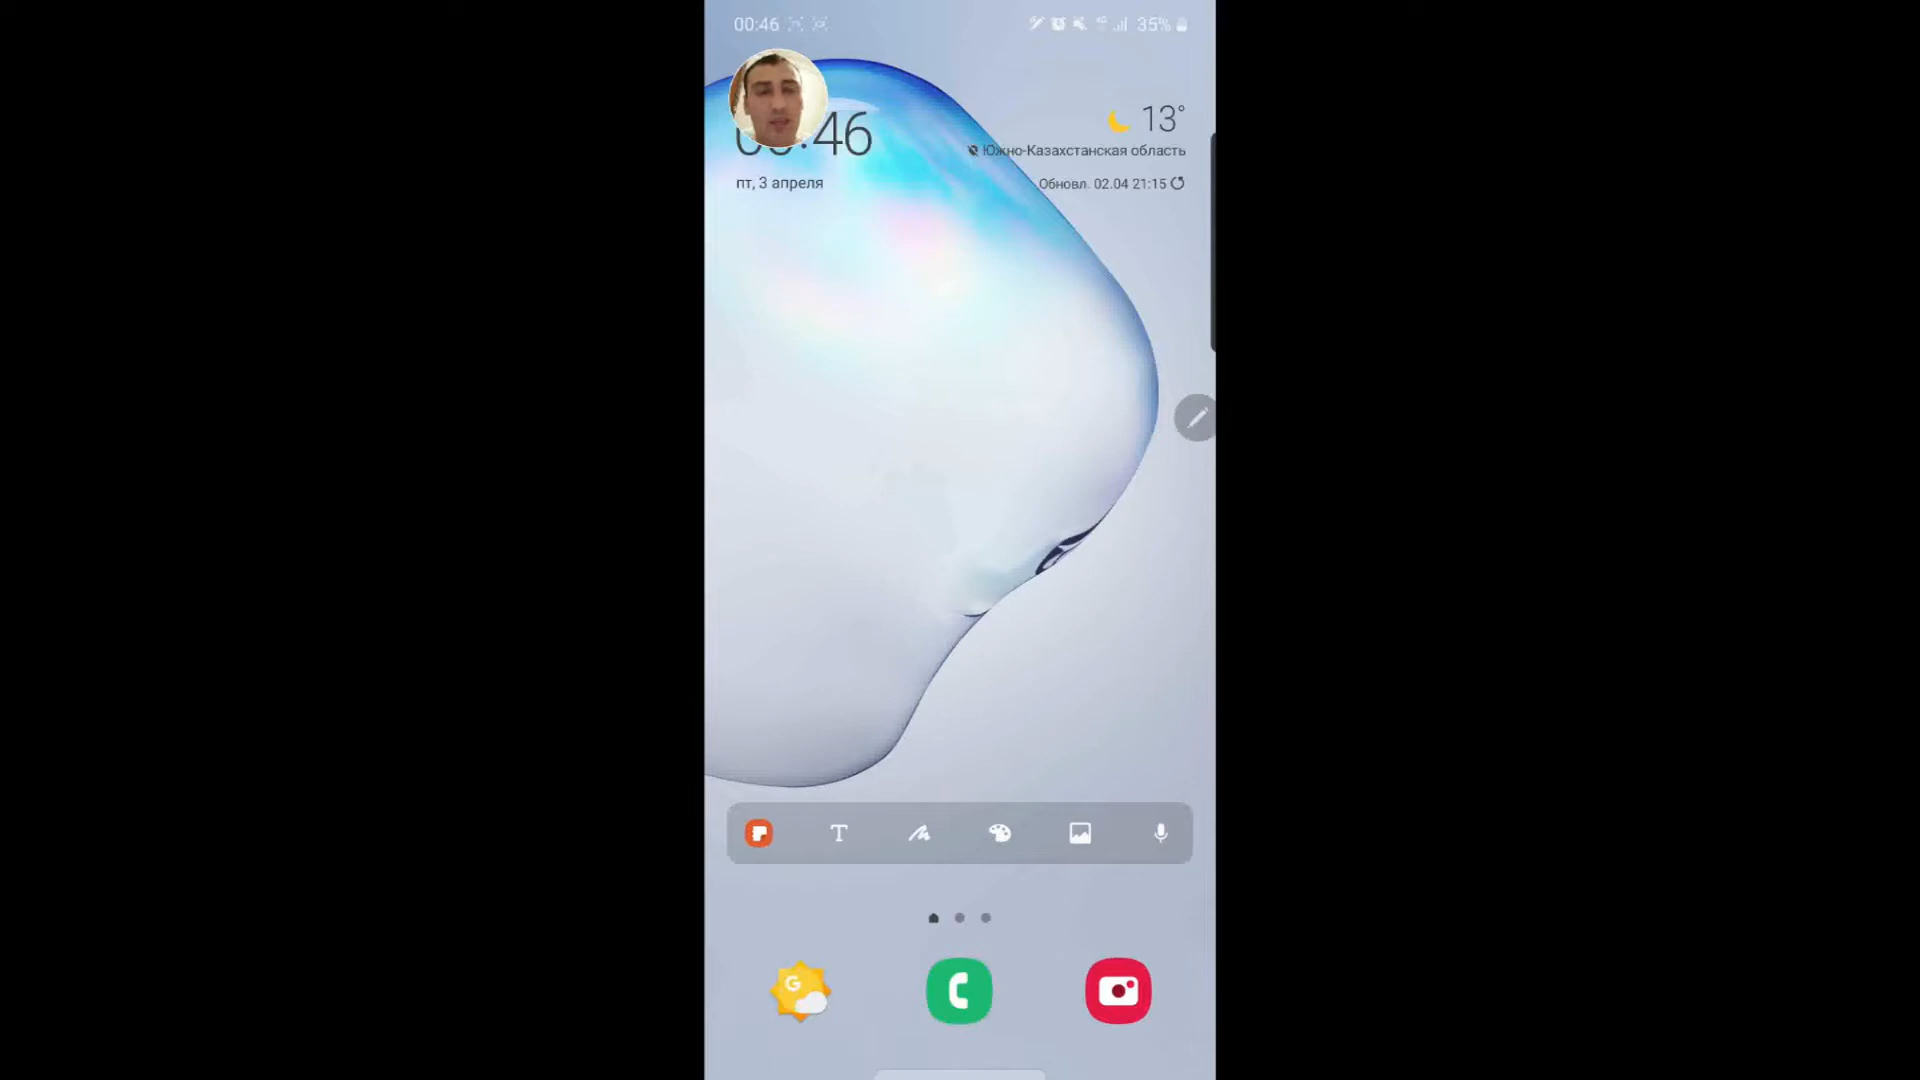 00:46
35%
:46
13°
Южно-Казахстанская область
пт, 3 апреля
Обновл. 02.04 21:15
T
G